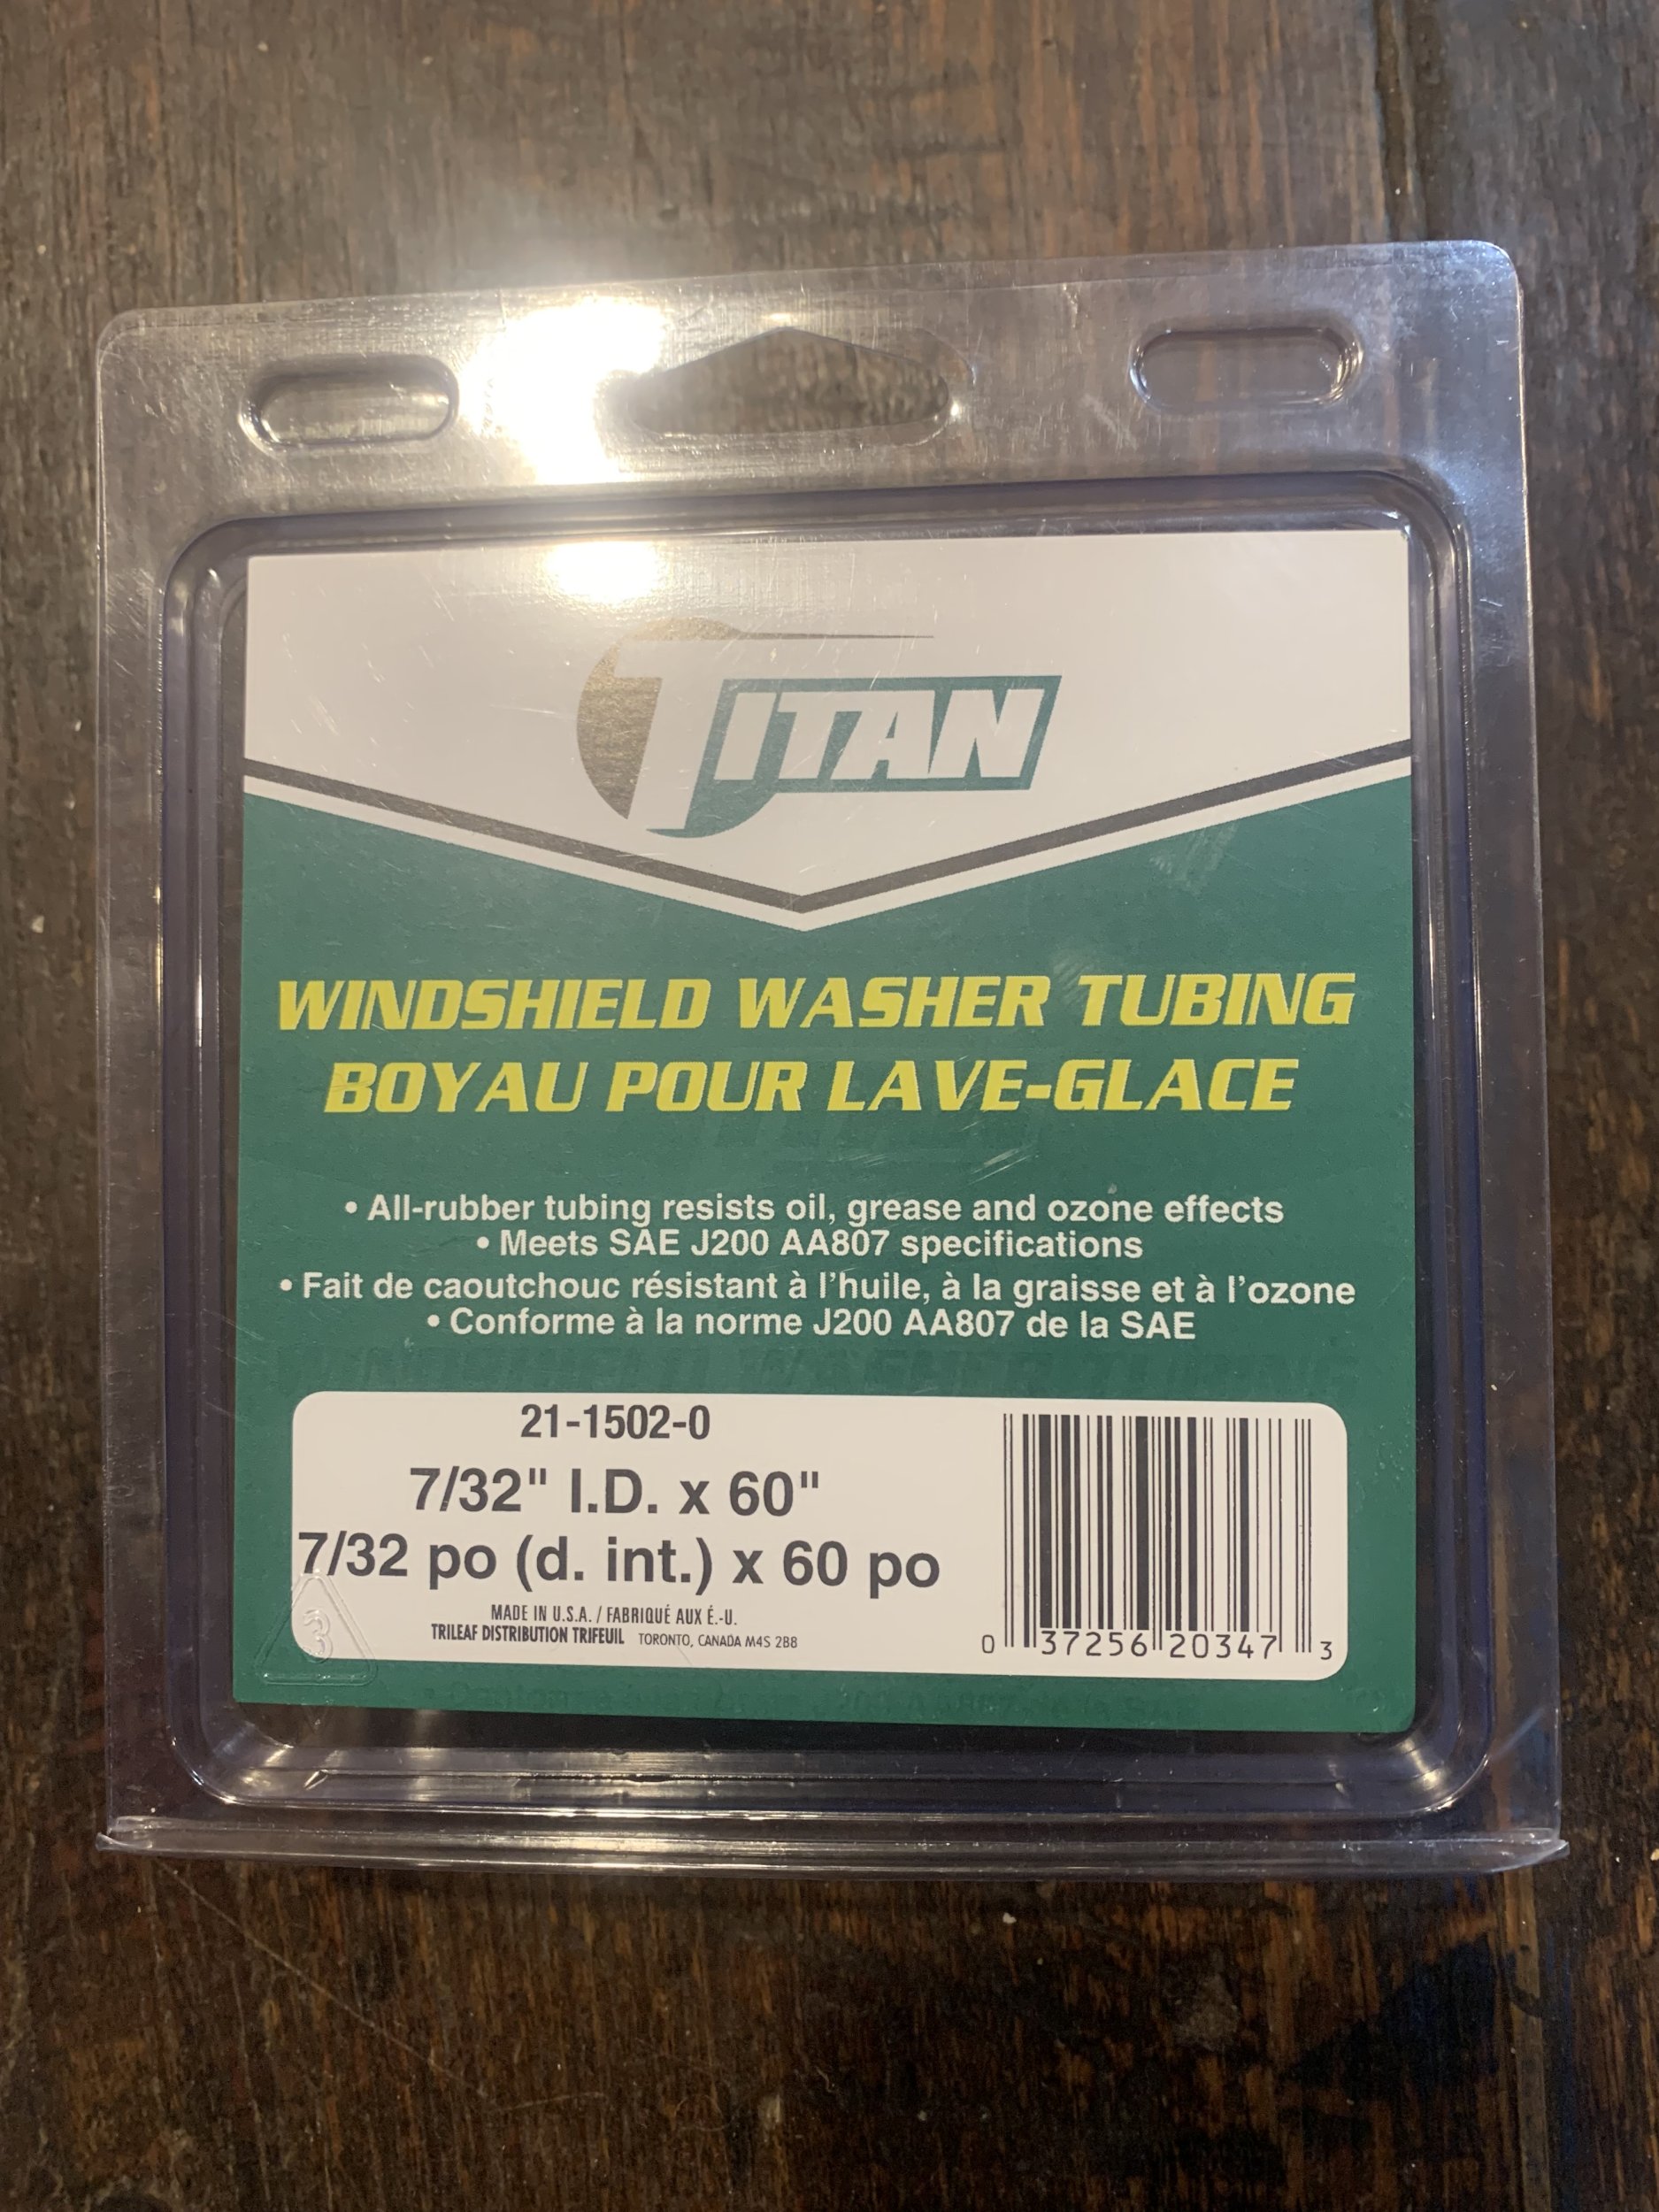 TITAN
WINDSHIELD WASHER TUBING
BOYAU POUR LAVE-GLACE
• All-rubber tubing resists oil, grease and ozone effects
• Meets SAE J200 AA807 specifications
• Fait de caoutchouc résistant à l'huile, à la graisse et à l'ozone
• Conforme à la norme J200 AA807 de la SAE
21-1502-0
7/32" I.D. x 60"
7/32 po (d. int.) x 60 po
MADE IN U.S.A. / FABRIQUÉ AUX É.-U.
TRILEAF DISTRIBUTION TRIFEUIL TORONTO, CANADA M4S 2B8
3
0 37256 20347 3